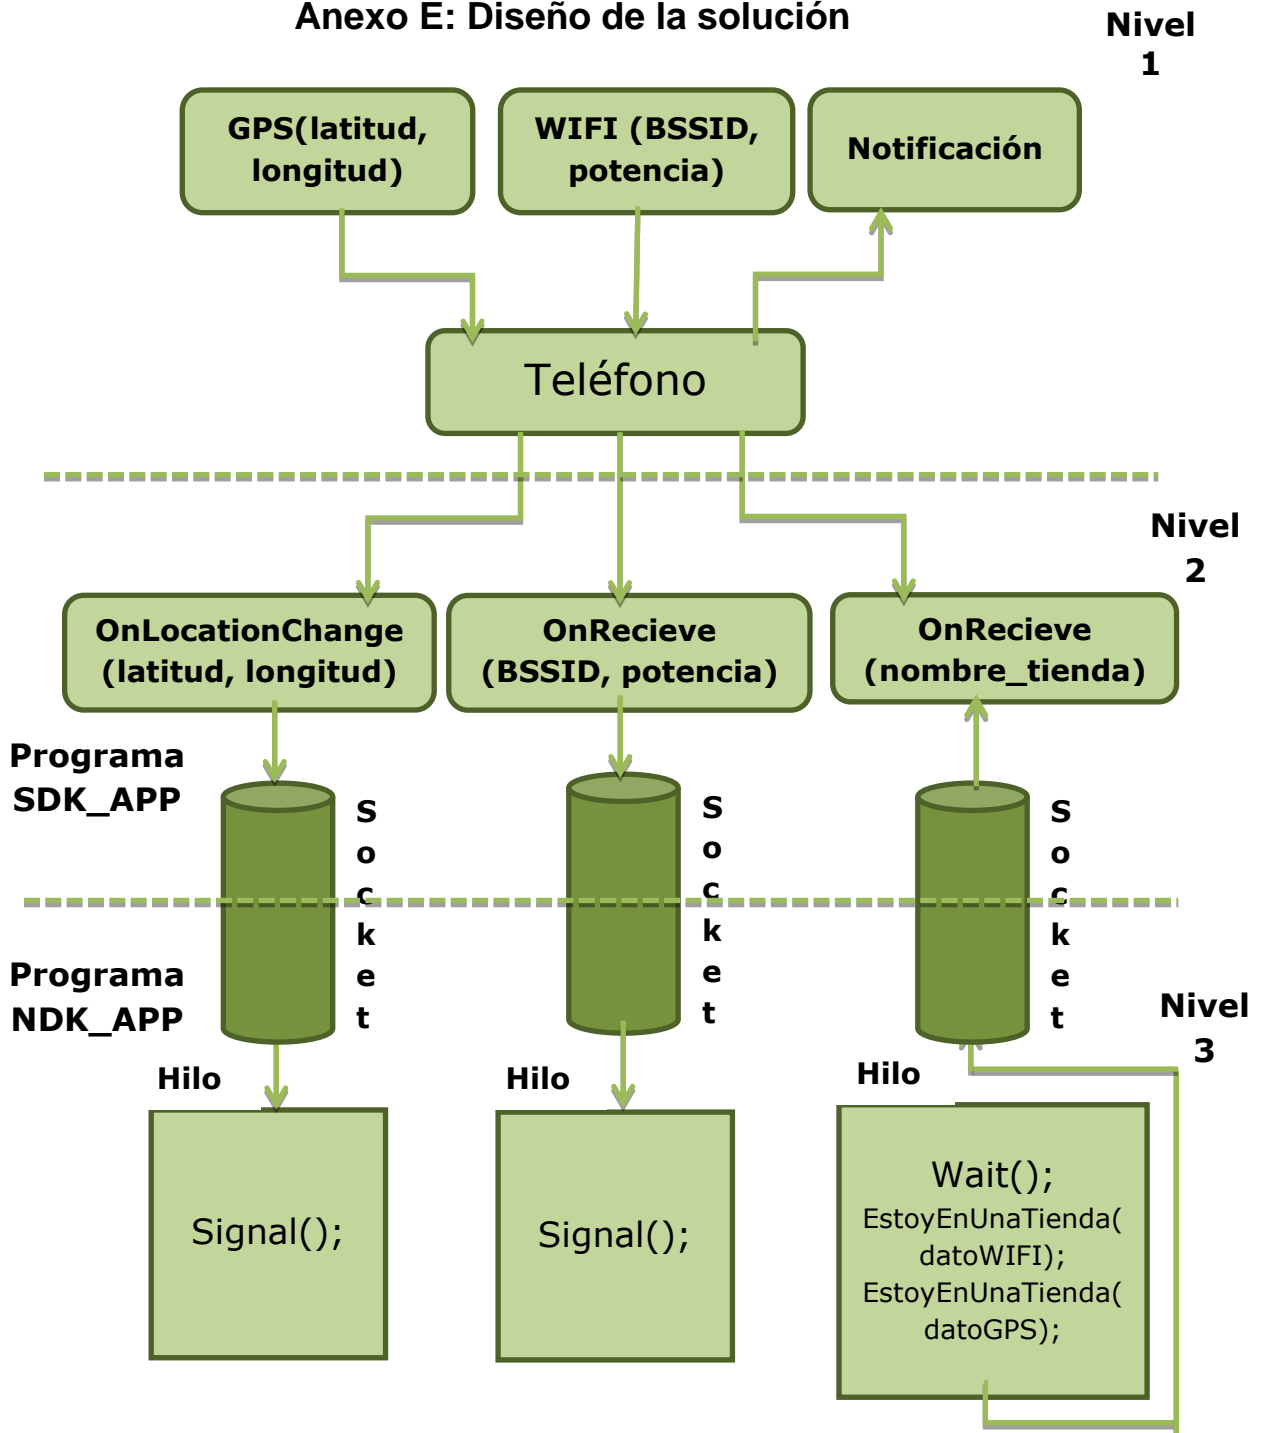 Anexo E: Diseño de la solución
Nivel
1
GPS(latitud,
longitud)
WIFI (BSSID,
potencia)
Notificación
Teléfono
Nivel
2
OnLocationChange
(latitud, longitud)
OnRecieve
(BSSID, potencia)
OnRecieve
(nombre_tienda)
Programa
SDK_APP
S
o
c
k
e
t
S
o
c
k
e
t
S
o
c
k
e
t
Programa
NDK_APP
Nivel
3
Hilo
Hilo
Hilo
Signal();
Signal();
Wait();
EstoyEnUnaTienda(
datoWIFI);
EstoyEnUnaTienda(
datoGPS);